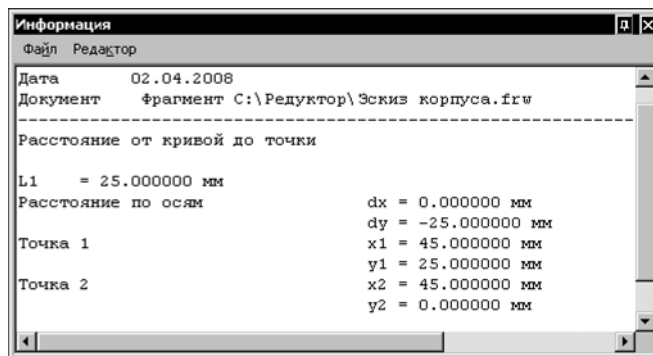 Информация
Файл Редактор
Дата 02.04.2008
Документ Фрагмент C:\Редуктор\Эскиз корпуса.frw
------------------------------------------------------------------
Расстояние от кривой до точки
L1 = 25.000000 мм
Расстояние по осям dx = 0.000000 мм
dy = -25.000000 мм
Точка 1 x1 = 45.000000 мм
y1 = 25.000000 мм
Точка 2 x2 = 45.000000 мм
y2 = 0.000000 мм